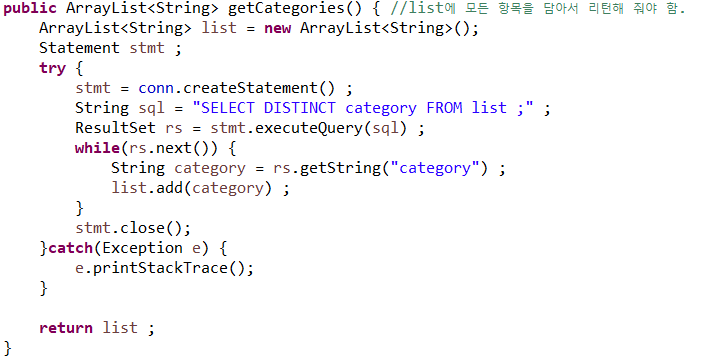 public ArrayList<String> getCategories() { //list에 모든 항목을 담아서 리턴해 줘야 함.
    ArrayList<String> list = new ArrayList<String>();
    Statement stmt ;
    try {
        stmt = conn.createStatement() ;
        String sql = "SELECT DISTINCT category FROM list ;" ;
        ResultSet rs = stmt.executeQuery(sql) ;
        while(rs.next()) {
            String category = rs.getString("category") ;
            list.add(category) ;
        }
        stmt.close();
    }catch(Exception e) {
        e.printStackTrace();
    }

    return list ;
}